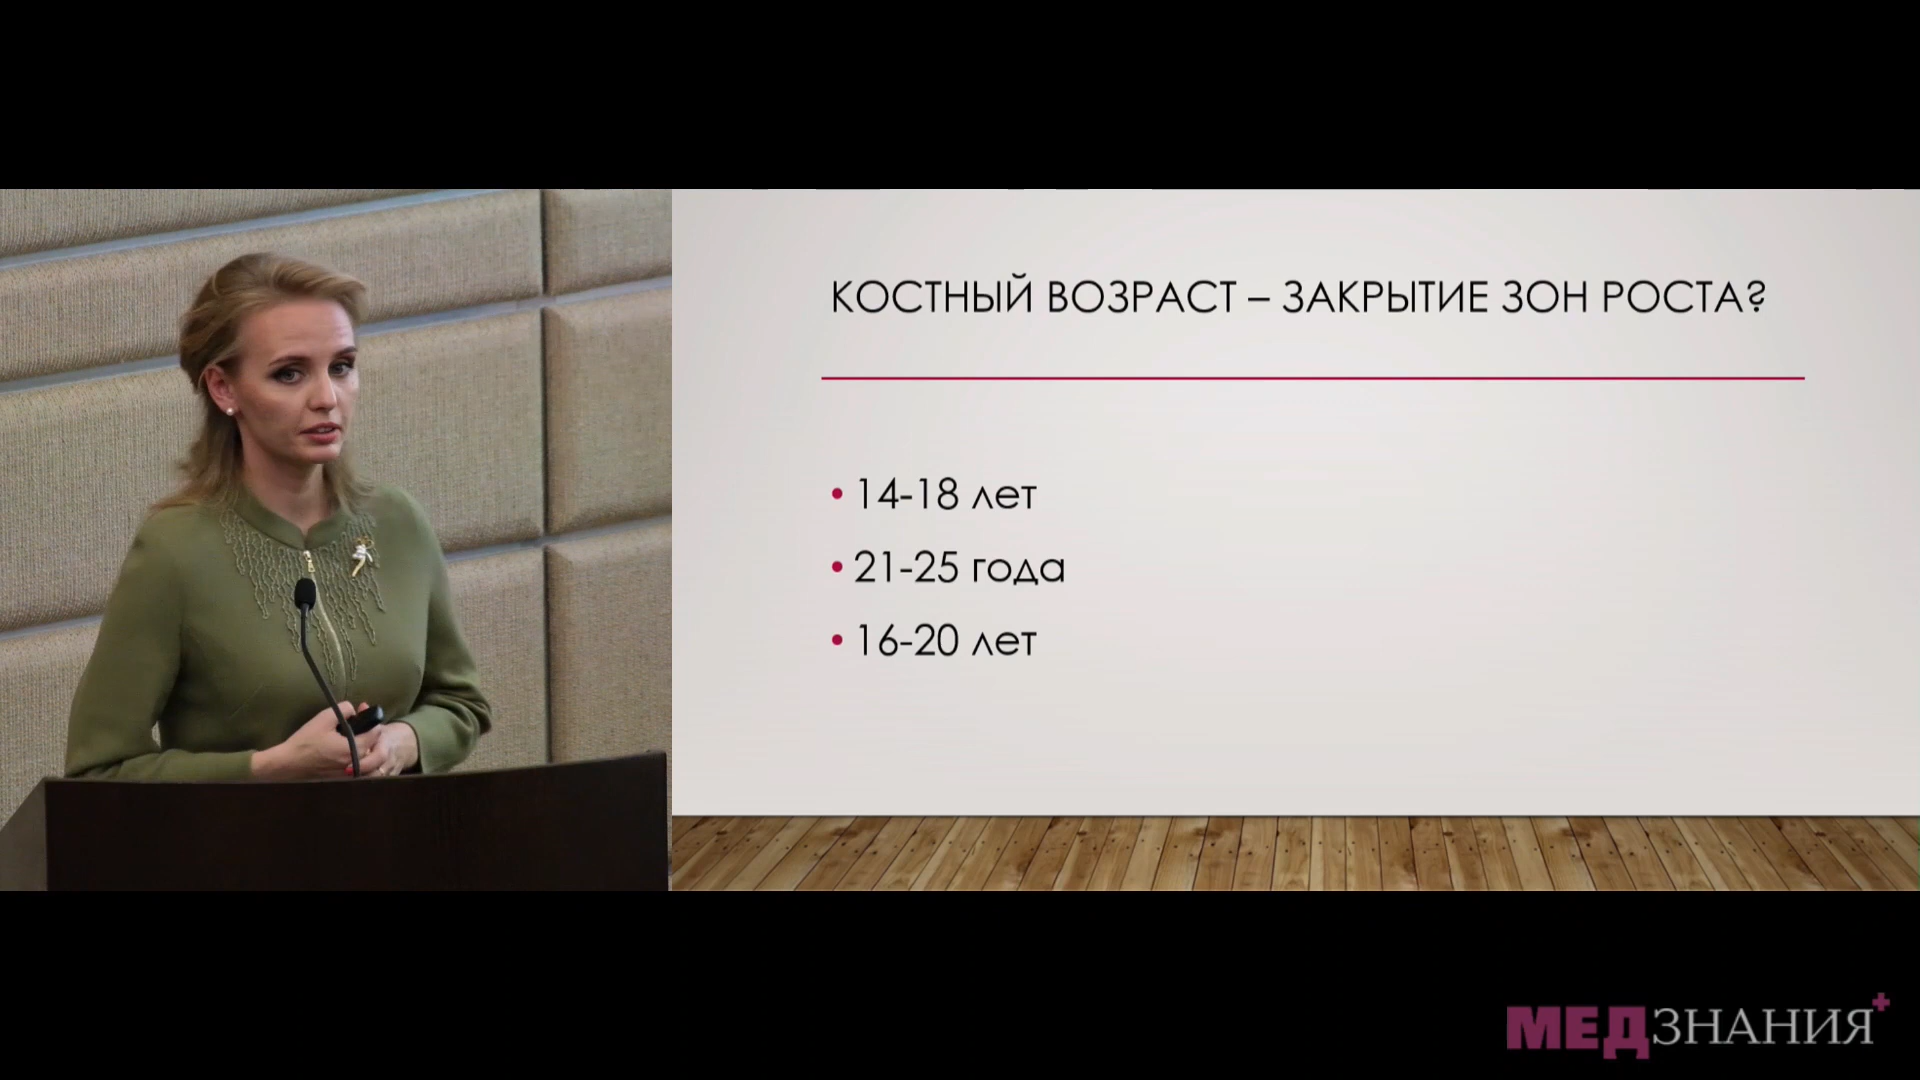 КОСТНЫЙ ВОЗРАСТ – ЗАКРЫТИЕ ЗОН РОСТА?
• 14-18 лет
• 21-25 года
• 16-20 лет
МЕДЗНАНИЯ+